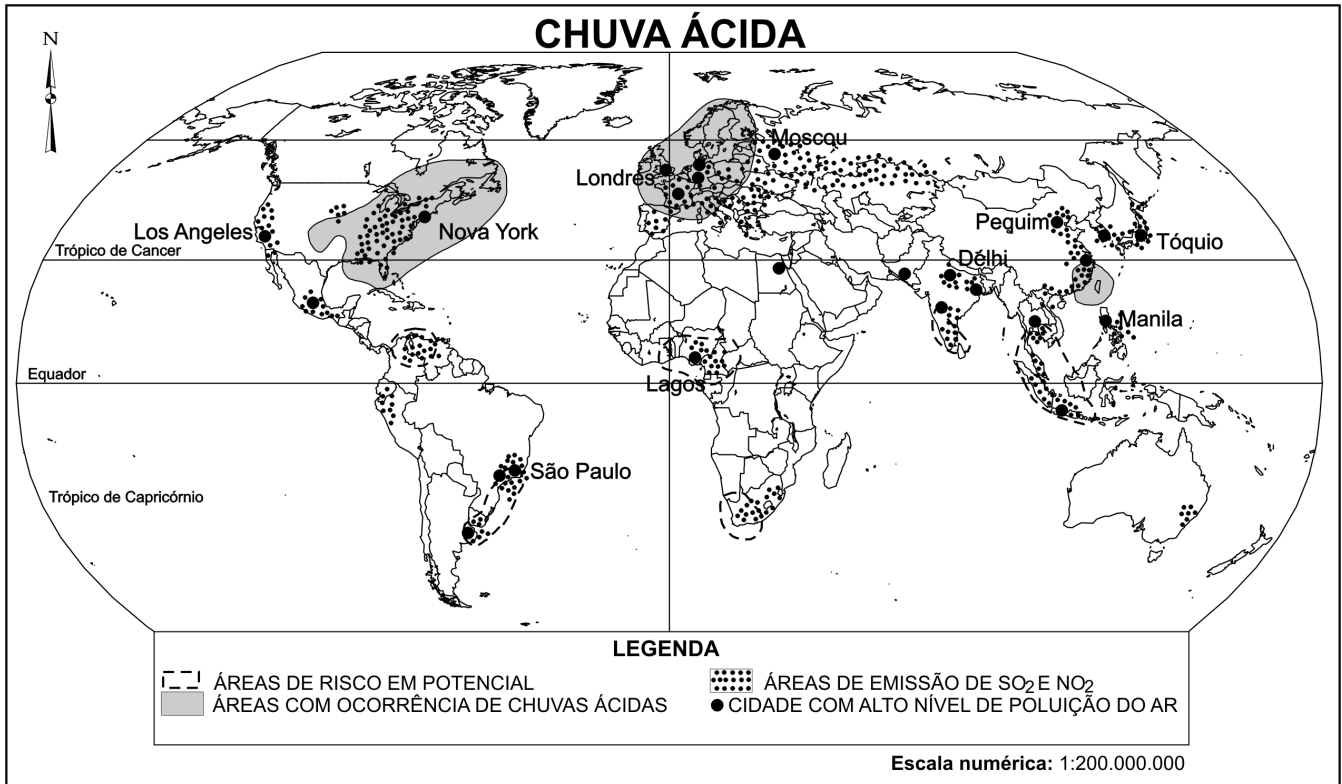 CHUVA ÁCIDA
N
Moscou
Londres
Los Angeles
Nova York
Pequim
Tóquio
Trópico de Cancer
Délhi
Manila
Equador
Lagos
São Paulo
Trópico de Capricórnio
LEGENDA
ÁREAS DE RISCO EM POTENCIAL
ÁREAS DE EMISSÃO DE SO2 E NO2
ÁREAS COM OCORRÊNCIA DE CHUVAS ÁCIDAS
CIDADE COM ALTO NÍVEL DE POLUIÇÃO DO AR
Escala numérica: 1:200.000.000